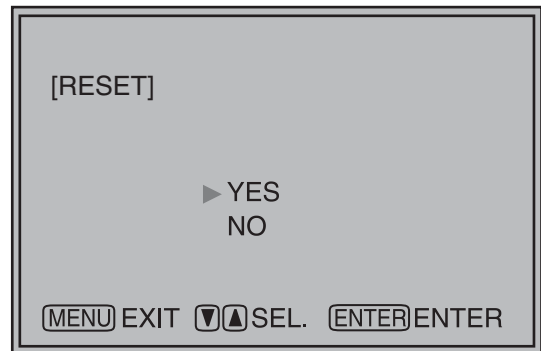 [RESET]
▶ YES
NO
MENU EXIT ▼▲ SEL. ENTER ENTER